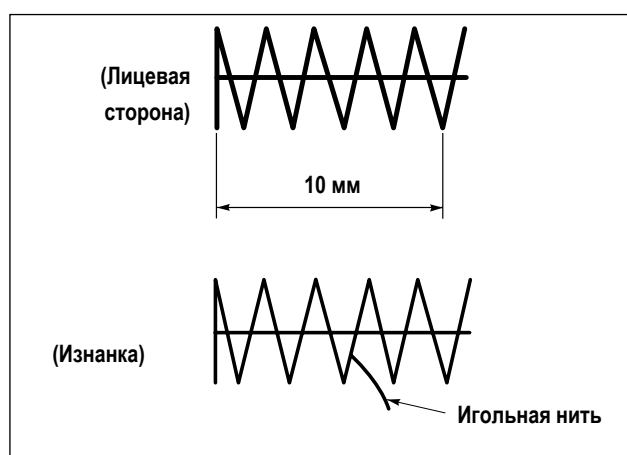 (Лицевая
сторона)
10 мм
(Изнанка)
Игольная нить